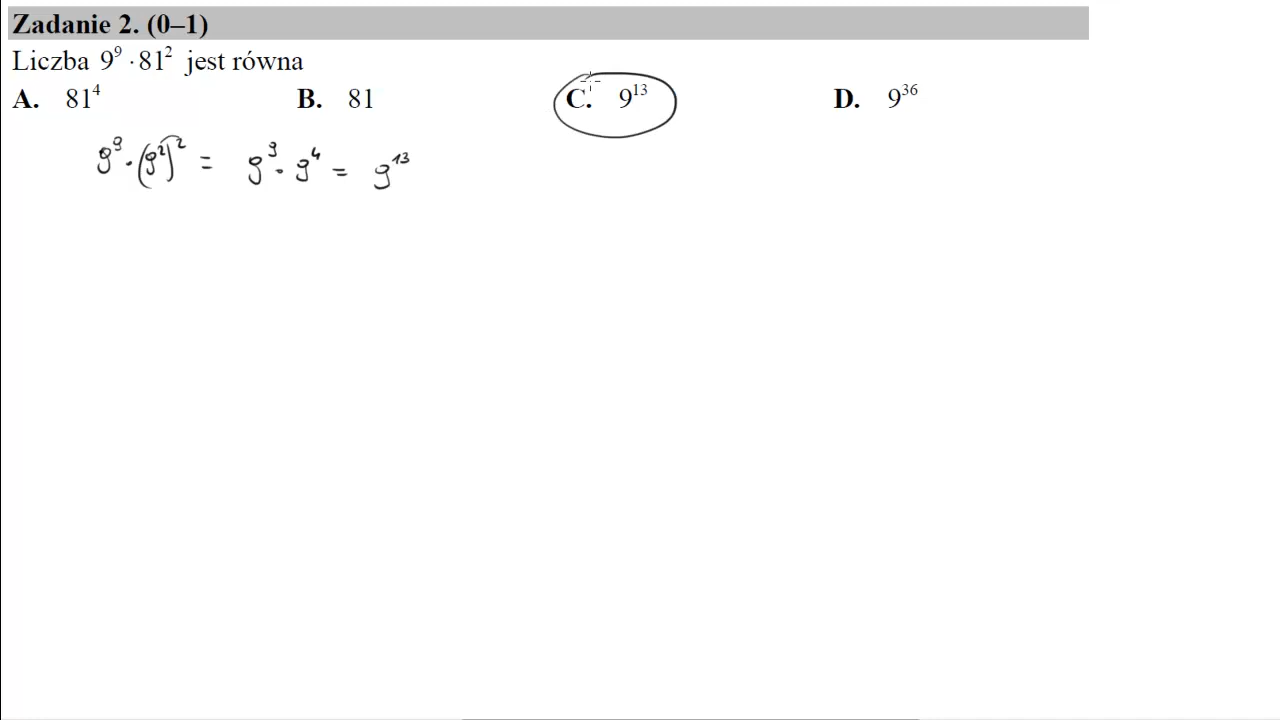 Zadanie 2. (0–1)
Liczba 9⁹ · 81² jest równa
A. 81⁴ B. 81 C. 9¹³ D. 9³⁶
9⁹ · (9²)² = 9⁹ · 9⁴ = 9¹³